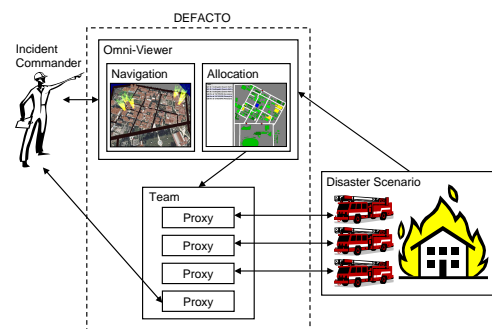 DEFACTO
Incident
Commander
Omni-Viewer
Navigation
Allocation
Disaster Scenario
Team
Proxy
Proxy
Proxy
Proxy